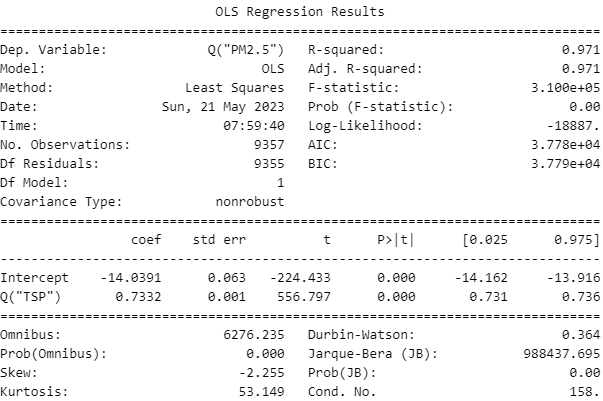 OLS Regression Results
==============================================================================
Dep. Variable:             Q("PM2.5")   R-squared:                       0.971
Model:                            OLS   Adj. R-squared:                  0.971
Method:                 Least Squares   F-statistic:                 3.100e+05
Date:                Sun, 21 May 2023   Prob (F-statistic):               0.00
Time:                        07:59:40   Log-Likelihood:                -18887.
No. Observations:                9357   AIC:                         3.778e+04
Df Residuals:                    9355   BIC:                         3.779e+04
Df Model:                           1
Covariance Type:            nonrobust
==============================================================================
                 coef    std err          t      P>|t|      [0.025      0.975]
------------------------------------------------------------------------------
Intercept    -14.0391      0.063   -224.433      0.000     -14.162     -13.916
Q("TSP")       0.7332      0.001    556.797      0.000       0.731       0.736
==============================================================================
Omnibus:                     6276.235   Durbin-Watson:                   0.364
Prob(Omnibus):                  0.000   Jarque-Bera (JB):           988437.695
Skew:                          -2.255   Prob(JB):                         0.00
Kurtosis:                      53.149   Cond. No.                         158.